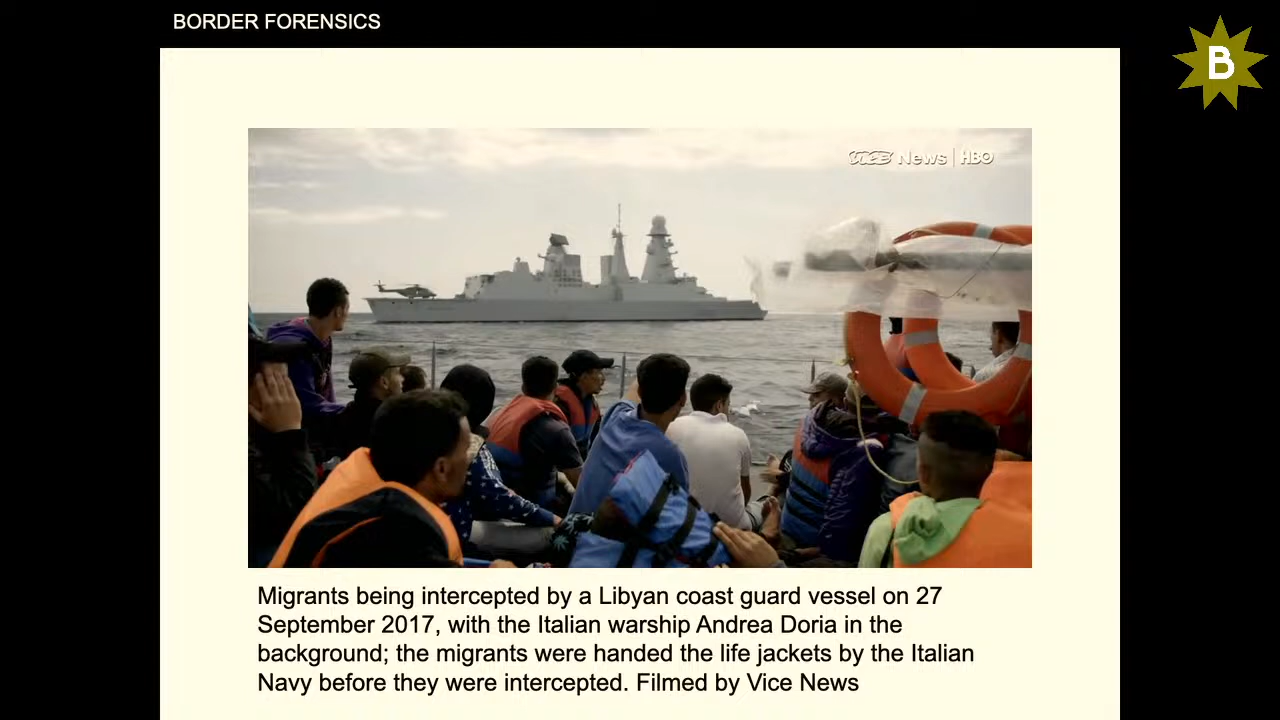 BORDER FORENSICS
B
VICE News | HBO
Migrants being intercepted by a Libyan coast guard vessel on 27
September 2017, with the Italian warship Andrea Doria in the
background; the migrants were handed the life jackets by the Italian
Navy before they were intercepted. Filmed by Vice News